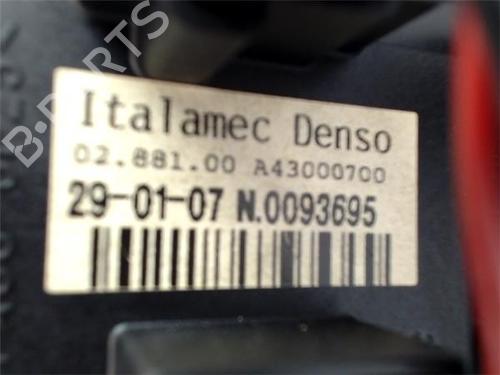 B-PARTS
Italamec Denso
02.881.00 A43000700
29-01-07 N.0093695